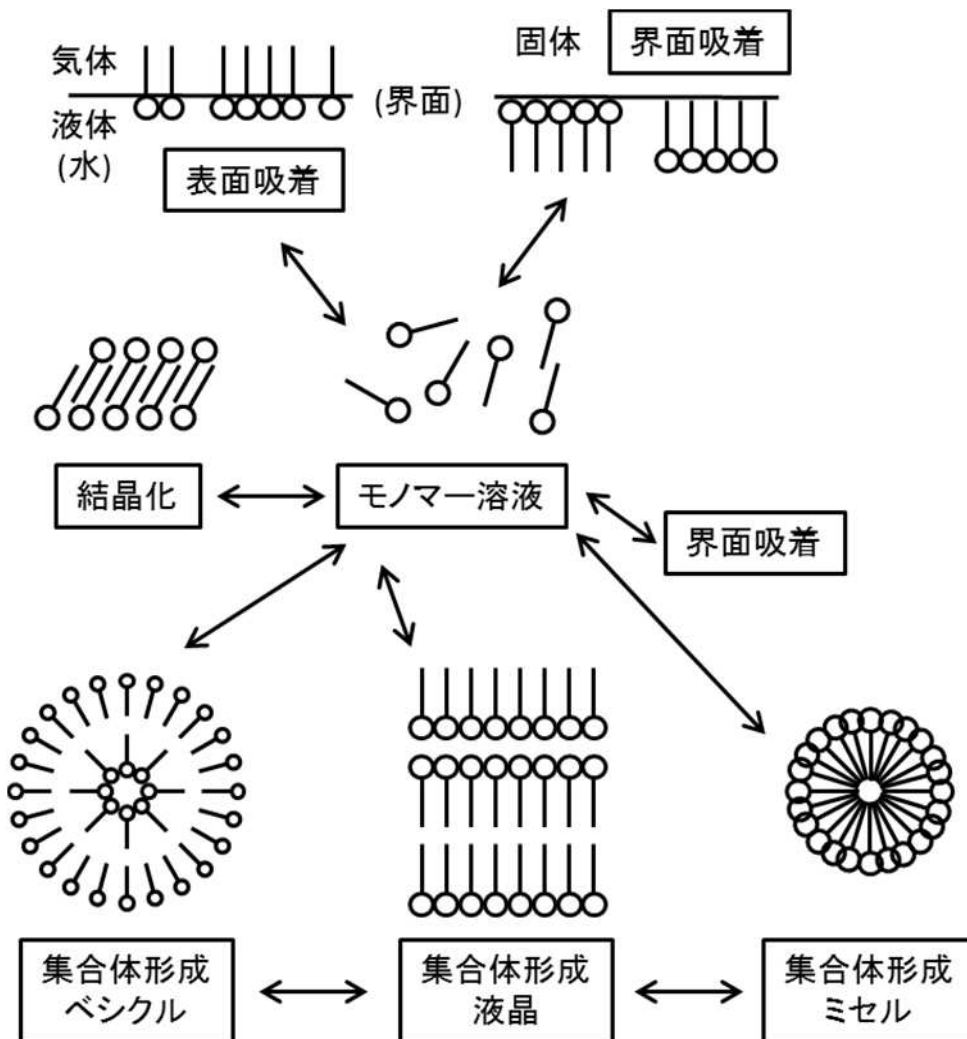 気体
液体
(水)
表面吸着
(界面)
固体
界面吸着
結晶化
モノマー溶液
界面吸着
集合体形成
ベシクル
集合体形成
液晶
集合体形成
ミセル